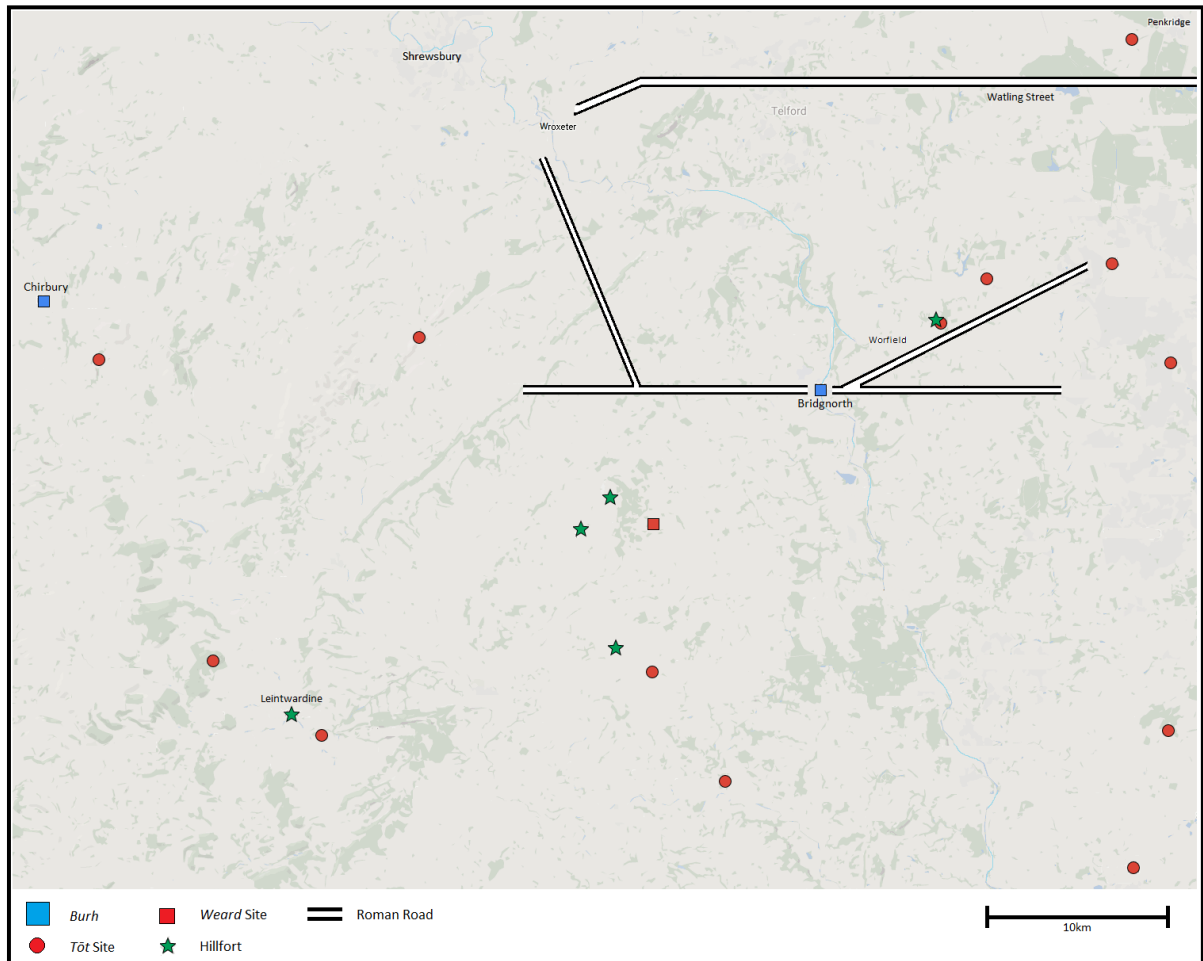 Penkridge
Shrewsbury
Watling Street
Telford
Wroxeter
Chirbury
Worfield
Bridgnorth
Leintwardine
Burh
Weard Site
Roman Road
10km
Tōt Site
Hillfort